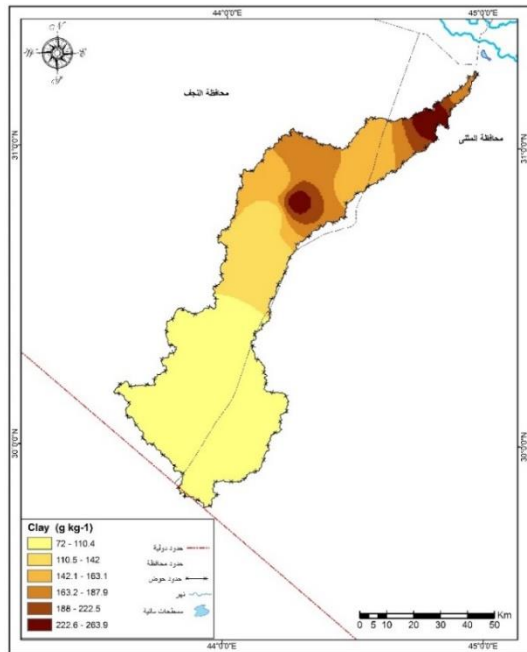 44°0'0"E 45°0'0"E
N
W E
S
محافظة النجف
31°0'0"N 31°0'0"N
محافظة المثنى
30°0'0"N 30°0'0"N
Clay (g kg-1)
72 - 110.4
110.5 - 142
142.1 - 163.1
163.2 - 187.9
188 - 222.5
222.6 - 263.9
حدود دولية
حدود محافظة
حدود حوض
نهر
مسطحات مائية
Km
0 5 10 20 30 40 50
44°0'0"E 45°0'0"E